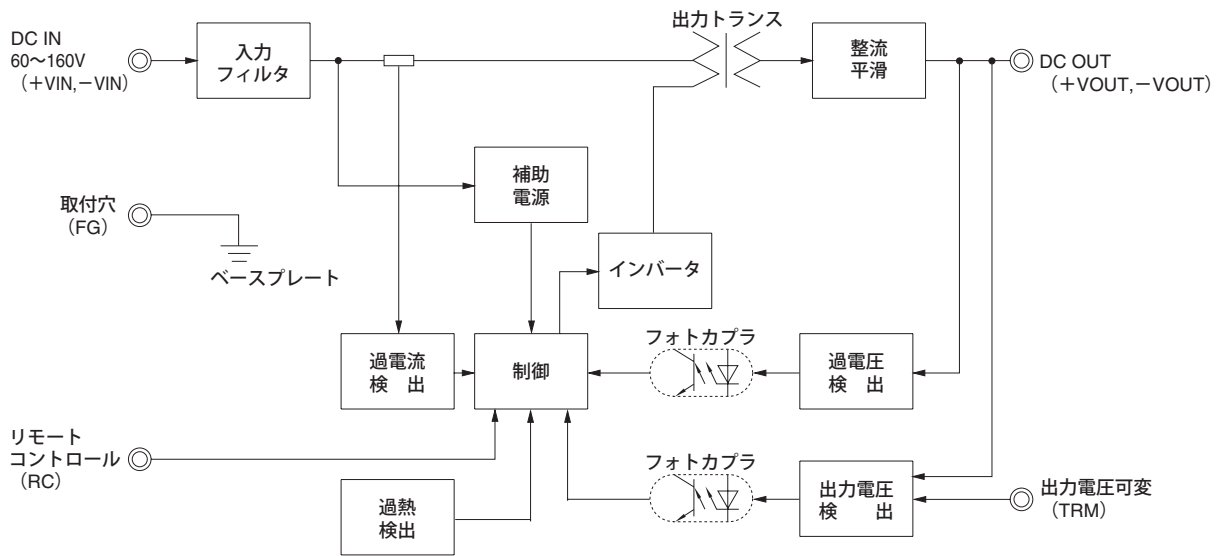 DC IN
60～160V
（+VIN,－VIN）
入力
フィルタ
出力トランス
整流
平滑
DC OUT
（+VOUT,－VOUT）
取付穴
（FG）
ベースプレート
補助
電源
インバータ
過電流
検　出
制御
フォトカプラ
過電圧
検　出
リモート
コントロール
（RC）
過熱
検出
フォトカプラ
出力電圧
検　　出
出力電圧可変
（TRM）